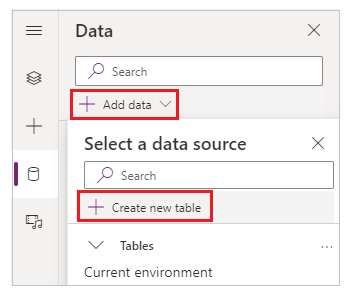 Data
Search
Add data
Select a data source
Search
Create new table
Tables
Current environment